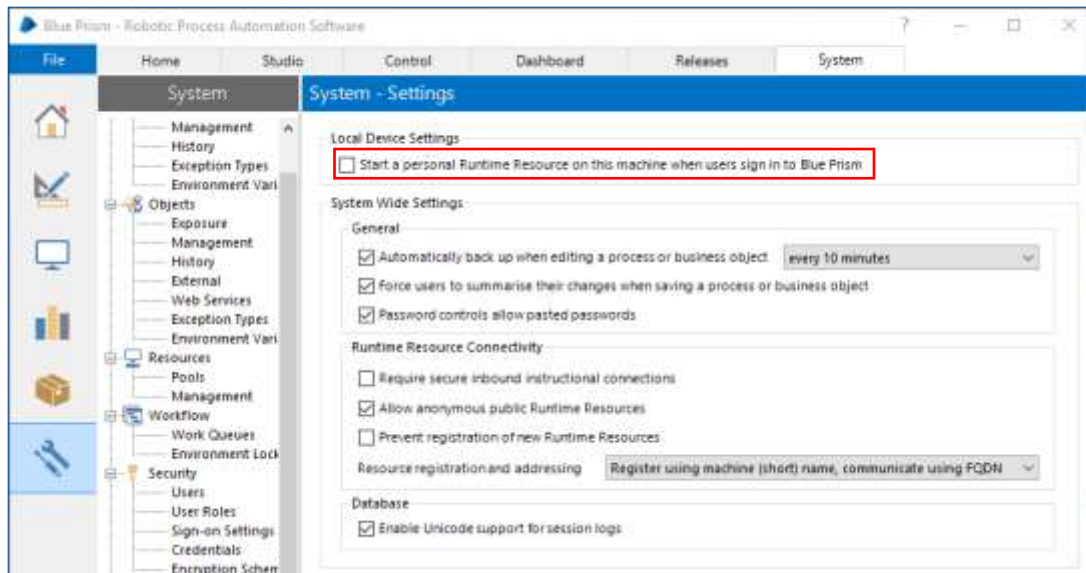 Blue Prism - Robotic Process Automation Software ?
File Home Studio Control Dashboard Releases System
System
System - Settings
Management
History
Exception Types
Environment Vari
Objects
Exposure
Management
History
External
Web Services
Exception Types
Environment Vari
Resources
Pools
Management
Workflow
Work Queues
Environment Lock
Security
Users
User Roles
Sign-on Settings
Credentials
Encryption Schem
Local Device Settings
Start a personal Runtime Resource on this machine when users sign in to Blue Prism
System Wide Settings
General
Automatically back up when editing a process or business object every 10 minutes
Force users to summarise their changes when saving a process or business object
Password controls allow pasted passwords
Runtime Resource Connectivity
Require secure inbound instructional connections
Allow anonymous public Runtime Resources
Prevent registration of new Runtime Resources
Resource registration and addressing Register using machine (short) name, communicate using FQDN
Database
Enable Unicode support for session logs